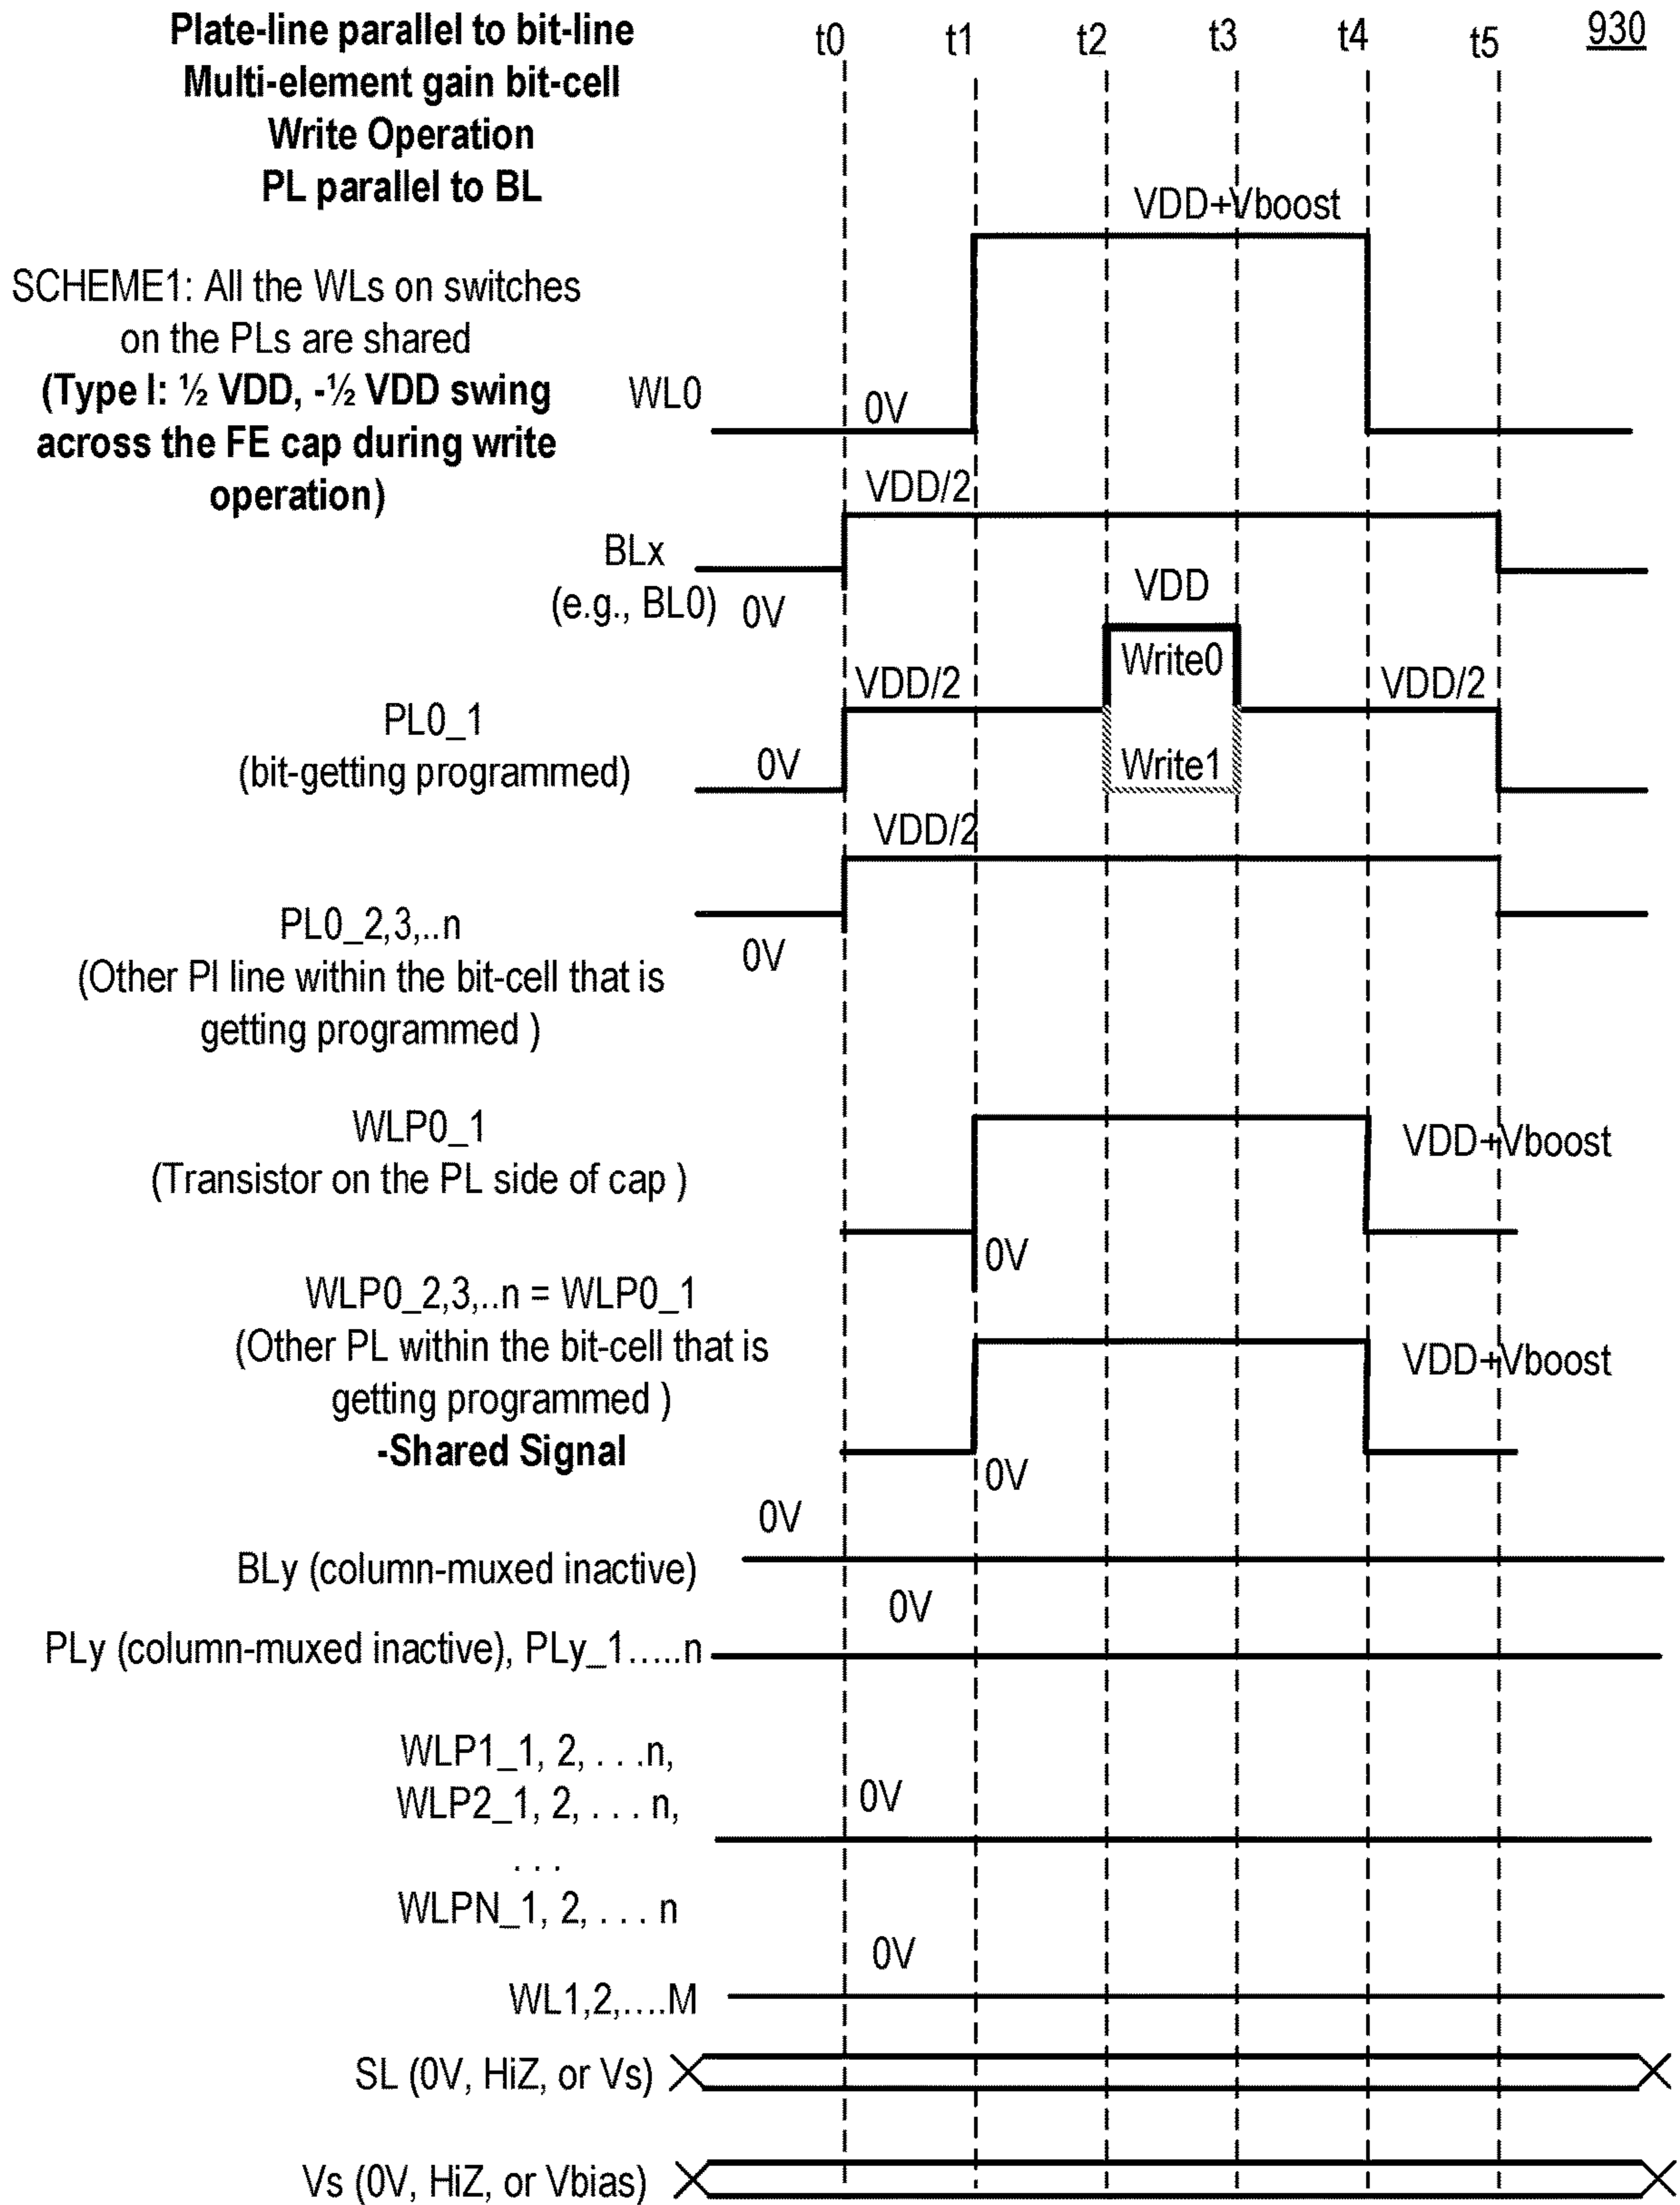 Plate-line parallel to bit-line
Multi-element gain bit-cell
Write Operation
PL parallel to BL
t0 t1 t2 t3 t4 t5 930
SCHEME1: All the WLs on switches
on the PLs are shared
(Type I: ½ VDD, -½ VDD swing
across the FE cap during write
operation)
VDD+Vboost
WL0 0V
VDD/2
BLx
(e.g., BL0) 0V
VDD
Write0
VDD/2 VDD/2
PL0_1
(bit-getting programmed) 0V
Write1
VDD/2
PL0_2,3,..n
(Other Pl line within the bit-cell that is
getting programmed )
0V
WLP0_1
(Transistor on the PL side of cap )
VDD+Vboost
0V
WLP0_2,3,..n = WLP0_1
(Other PL within the bit-cell that is
getting programmed )
-Shared Signal
VDD+Vboost
0V
0V
BLy (column-muxed inactive)
0V
PLy (column-muxed inactive), PLy_1.....n
WLP1_1, 2, . . .n,
WLP2_1, 2, . . . n,
. . .
WLPN_1, 2, . . . n
0V
0V
WL1,2,....M
SL (0V, HiZ, or Vs)
Vs (0V, HiZ, or Vbias)